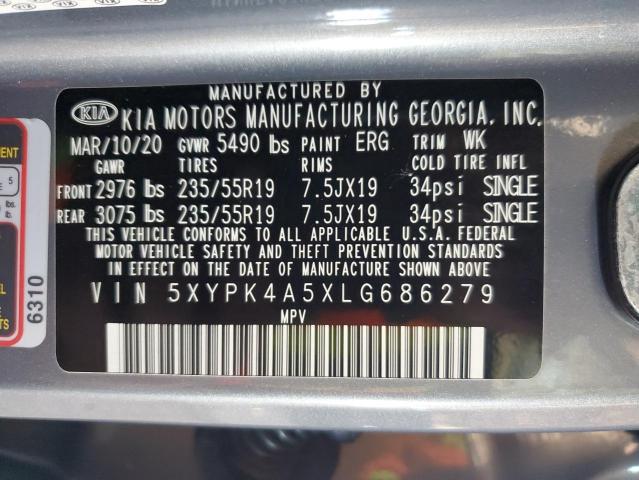 MANUFACTURED BY
KIA KIA MOTORS MANUFACTURING GEORGIA, INC.
MAR/10/20 GVWR 5490 lbs PAINT ERG TRIM WK
GAWR TIRES RIMS COLD TIRE INFL
FRONT 2976 lbs 235/55R19 7.5JX19 34psi SINGLE
REAR 3075 lbs 235/55R19 7.5JX19 34psi SINGLE
THIS VEHICLE CONFORMS TO ALL APPLICABLE U.S.A. FEDERAL
MOTOR VEHICLE SAFETY AND THEFT PREVENTION STANDARDS
IN EFFECT ON THE DATE OF MANUFACTURE SHOWN ABOVE
VIN 5XYPK4A5XLG686279
MPV
5
lb.
6310